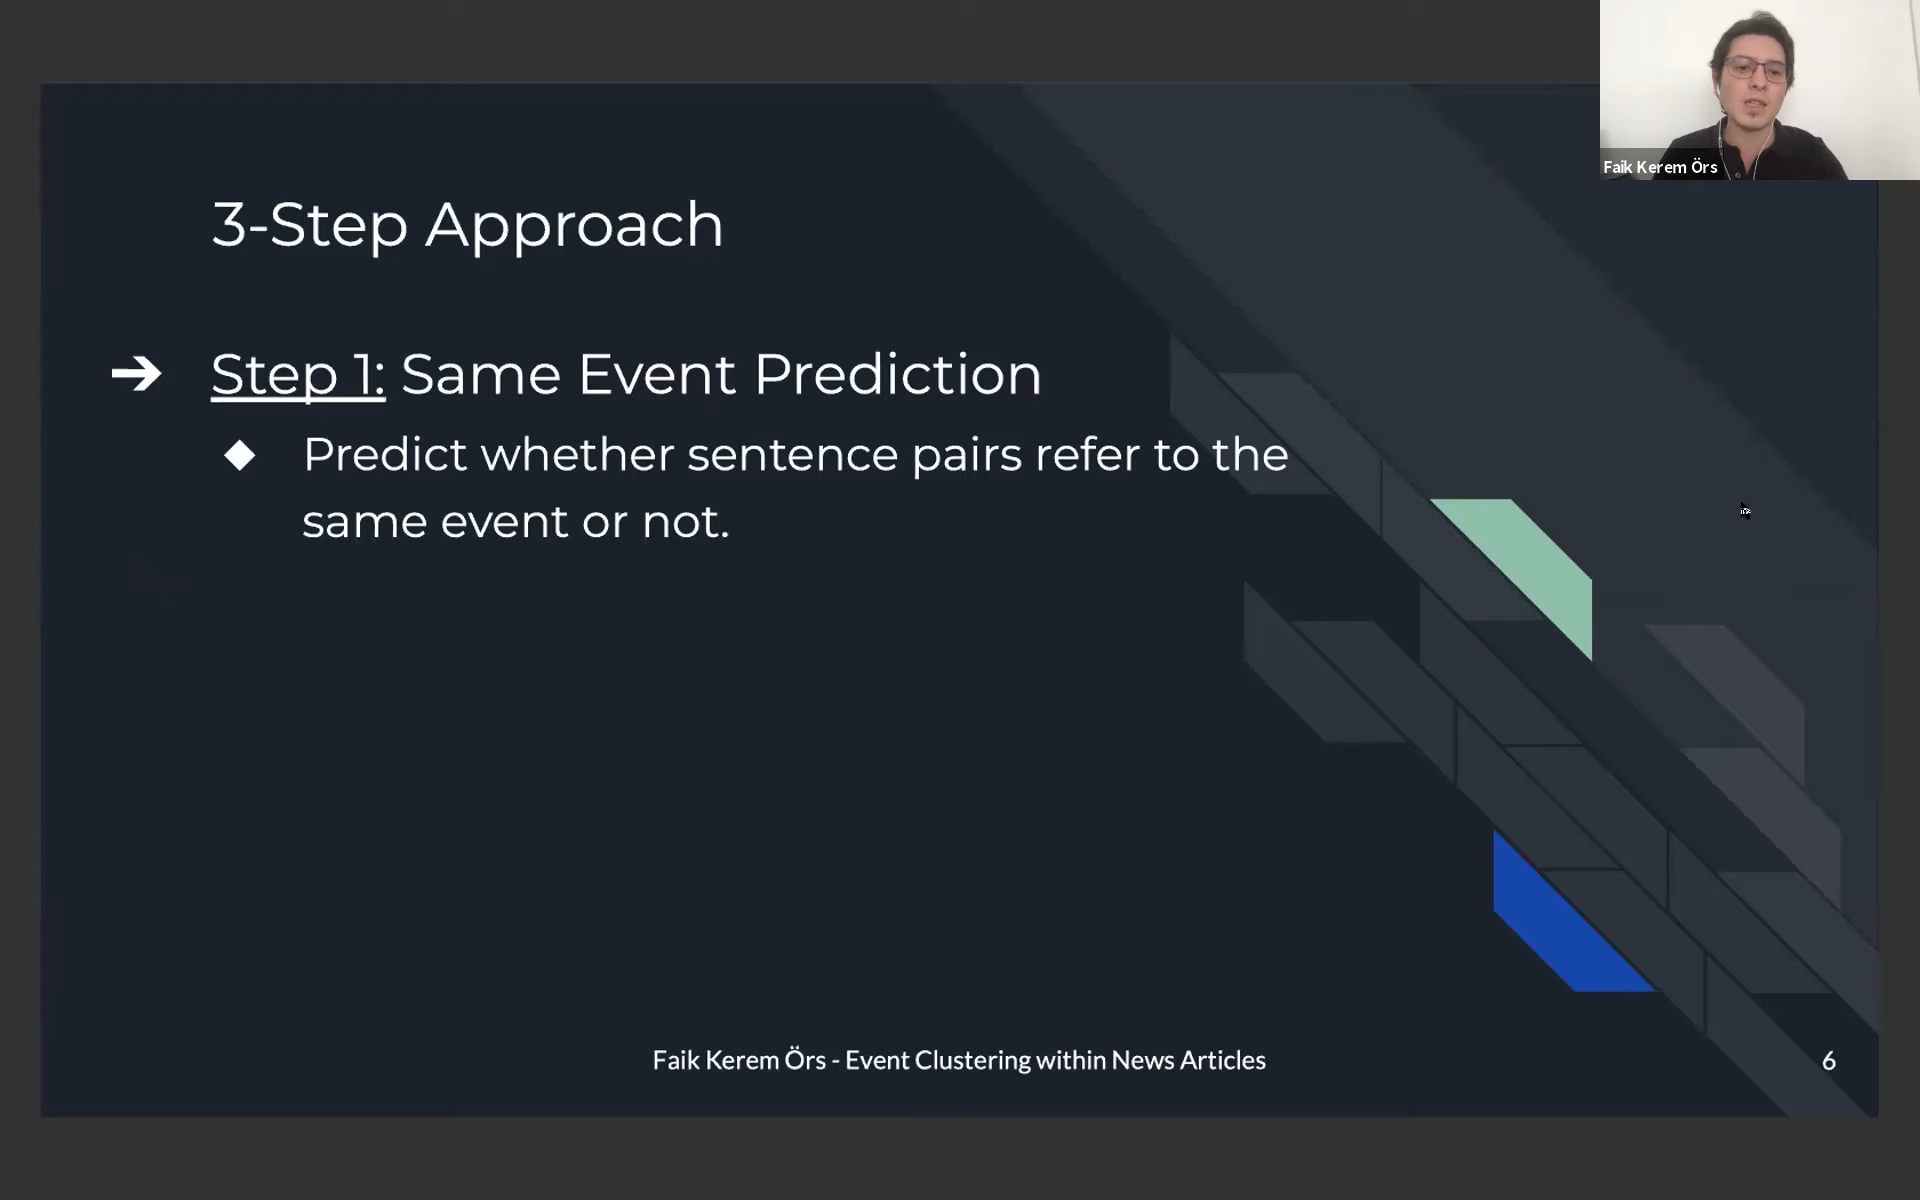 Faik Kerem Örs
3-Step Approach
Step 1: Same Event Prediction
Predict whether sentence pairs refer to the
same event or not.
Faik Kerem Örs - Event Clustering within News Articles
6